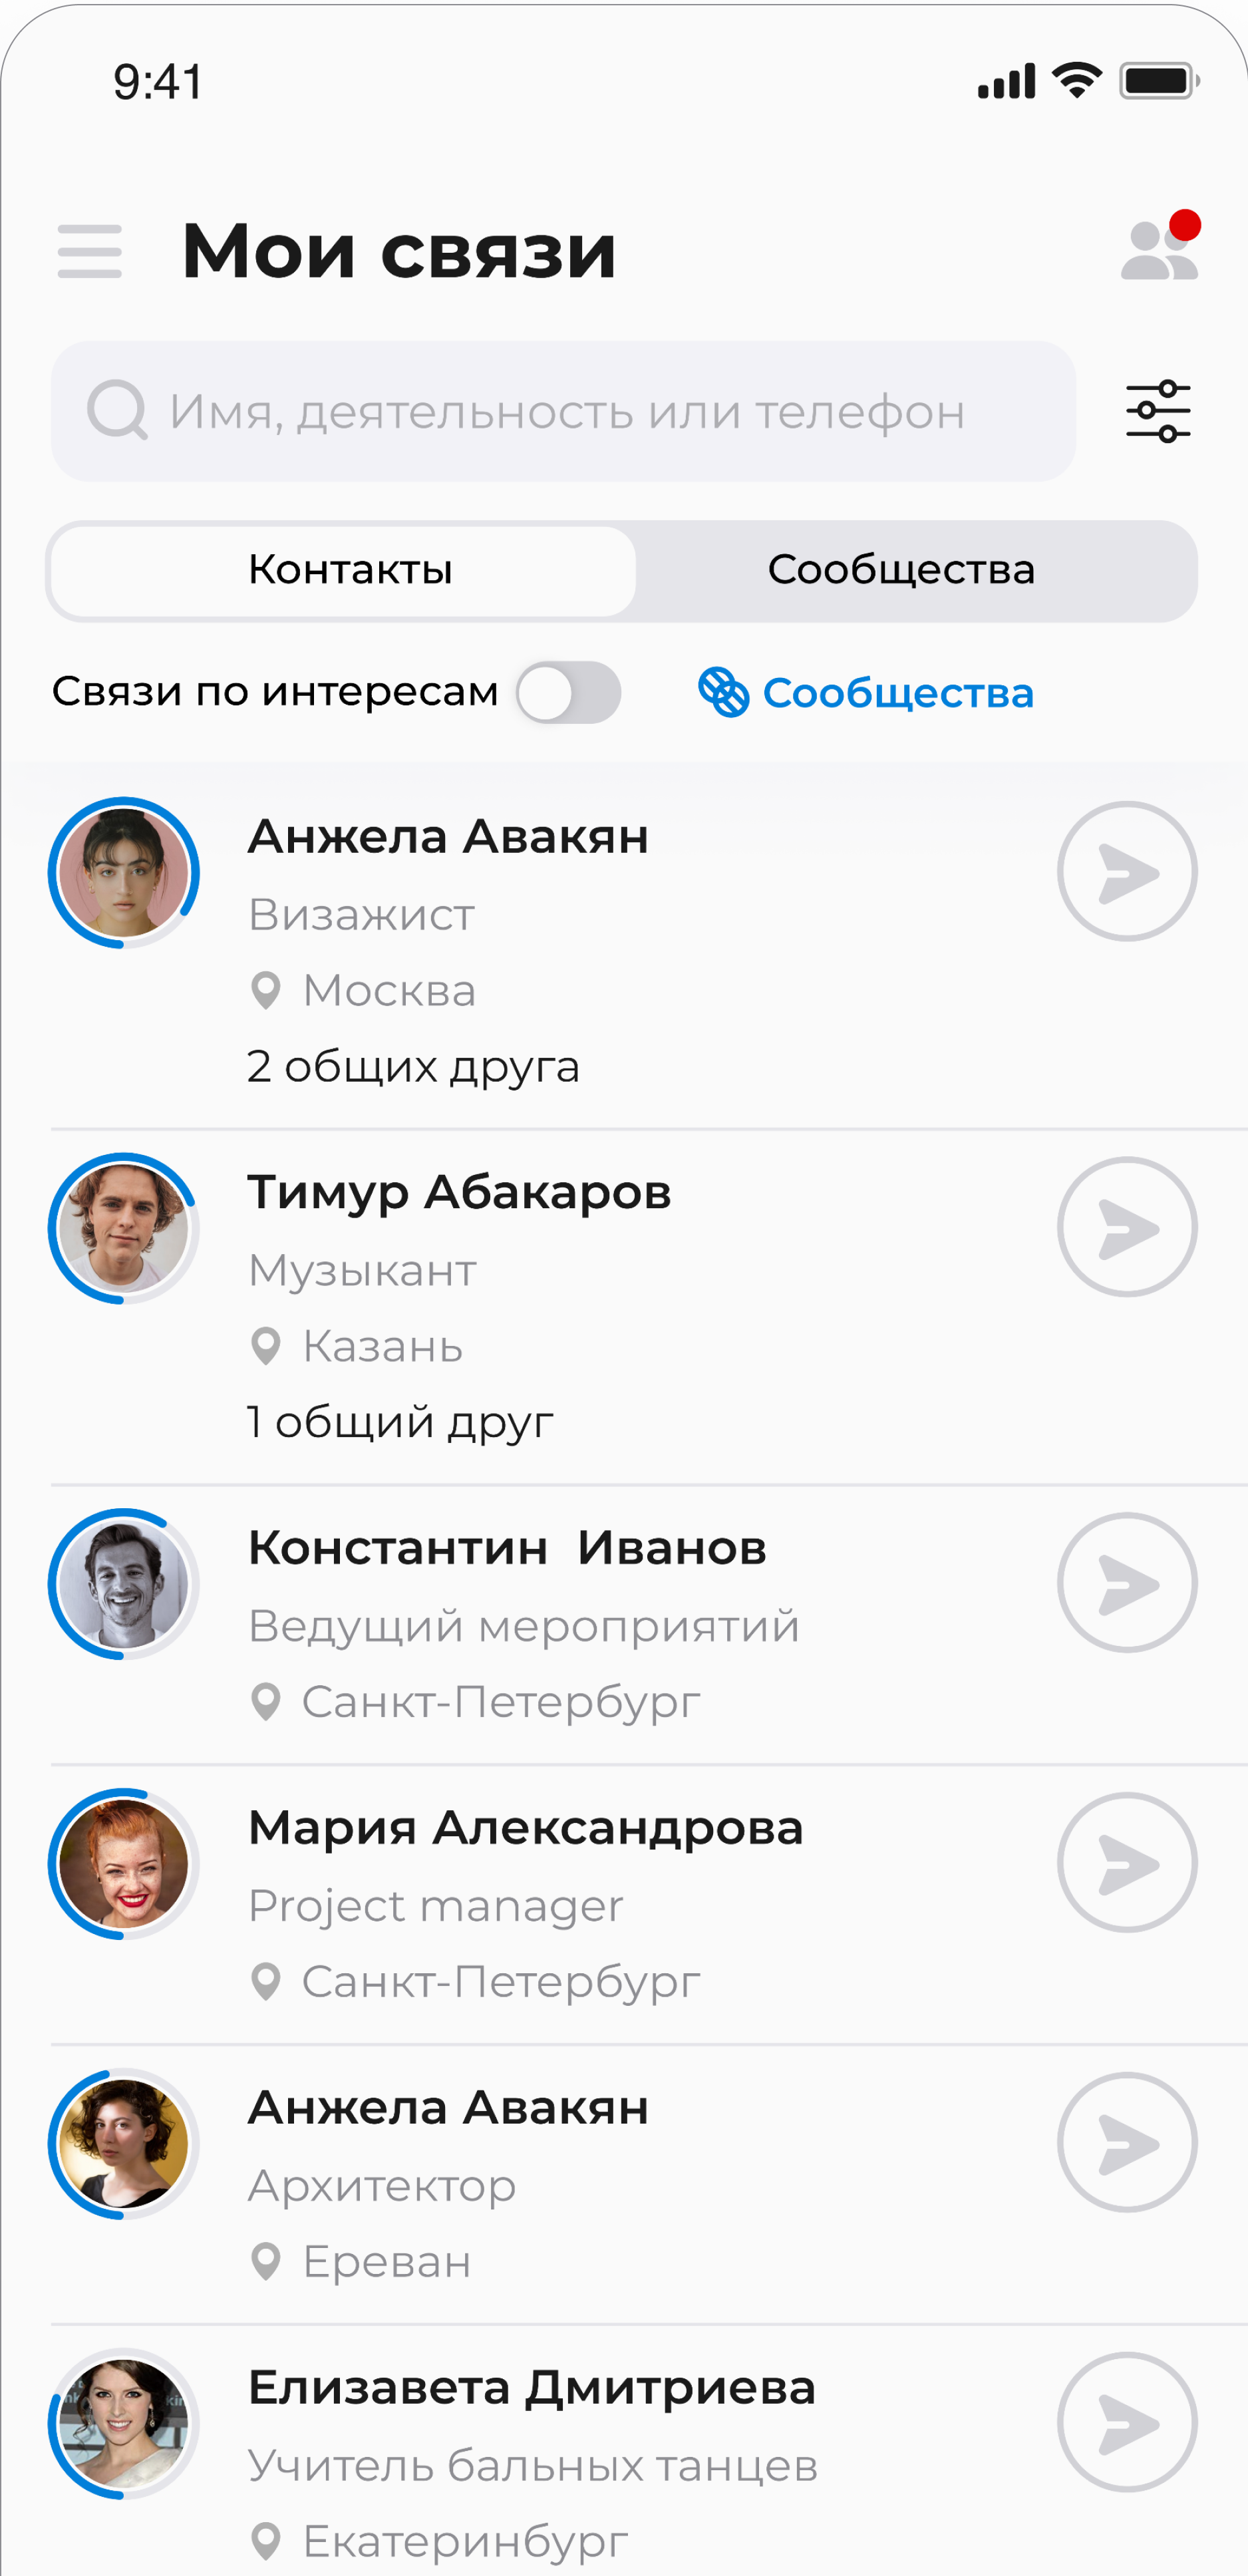 9:41
Мои связи
Имя, деятельность или телефон
Контакты
Сообщества
Связи по интересам
Сообщества
Анжела Авакян
Визажист
Москва
2 общих друга
Тимур Абакаров
Музыкант
Казань
1 общий друг
Константин Иванов
Ведущий мероприятий
Санкт-Петербург
Мария Александрова
Project manager
Санкт-Петербург
Анжела Авакян
Архитектор
Ереван
Елизавета Дмитриева
Учитель бальных танцев
Екатеринбург